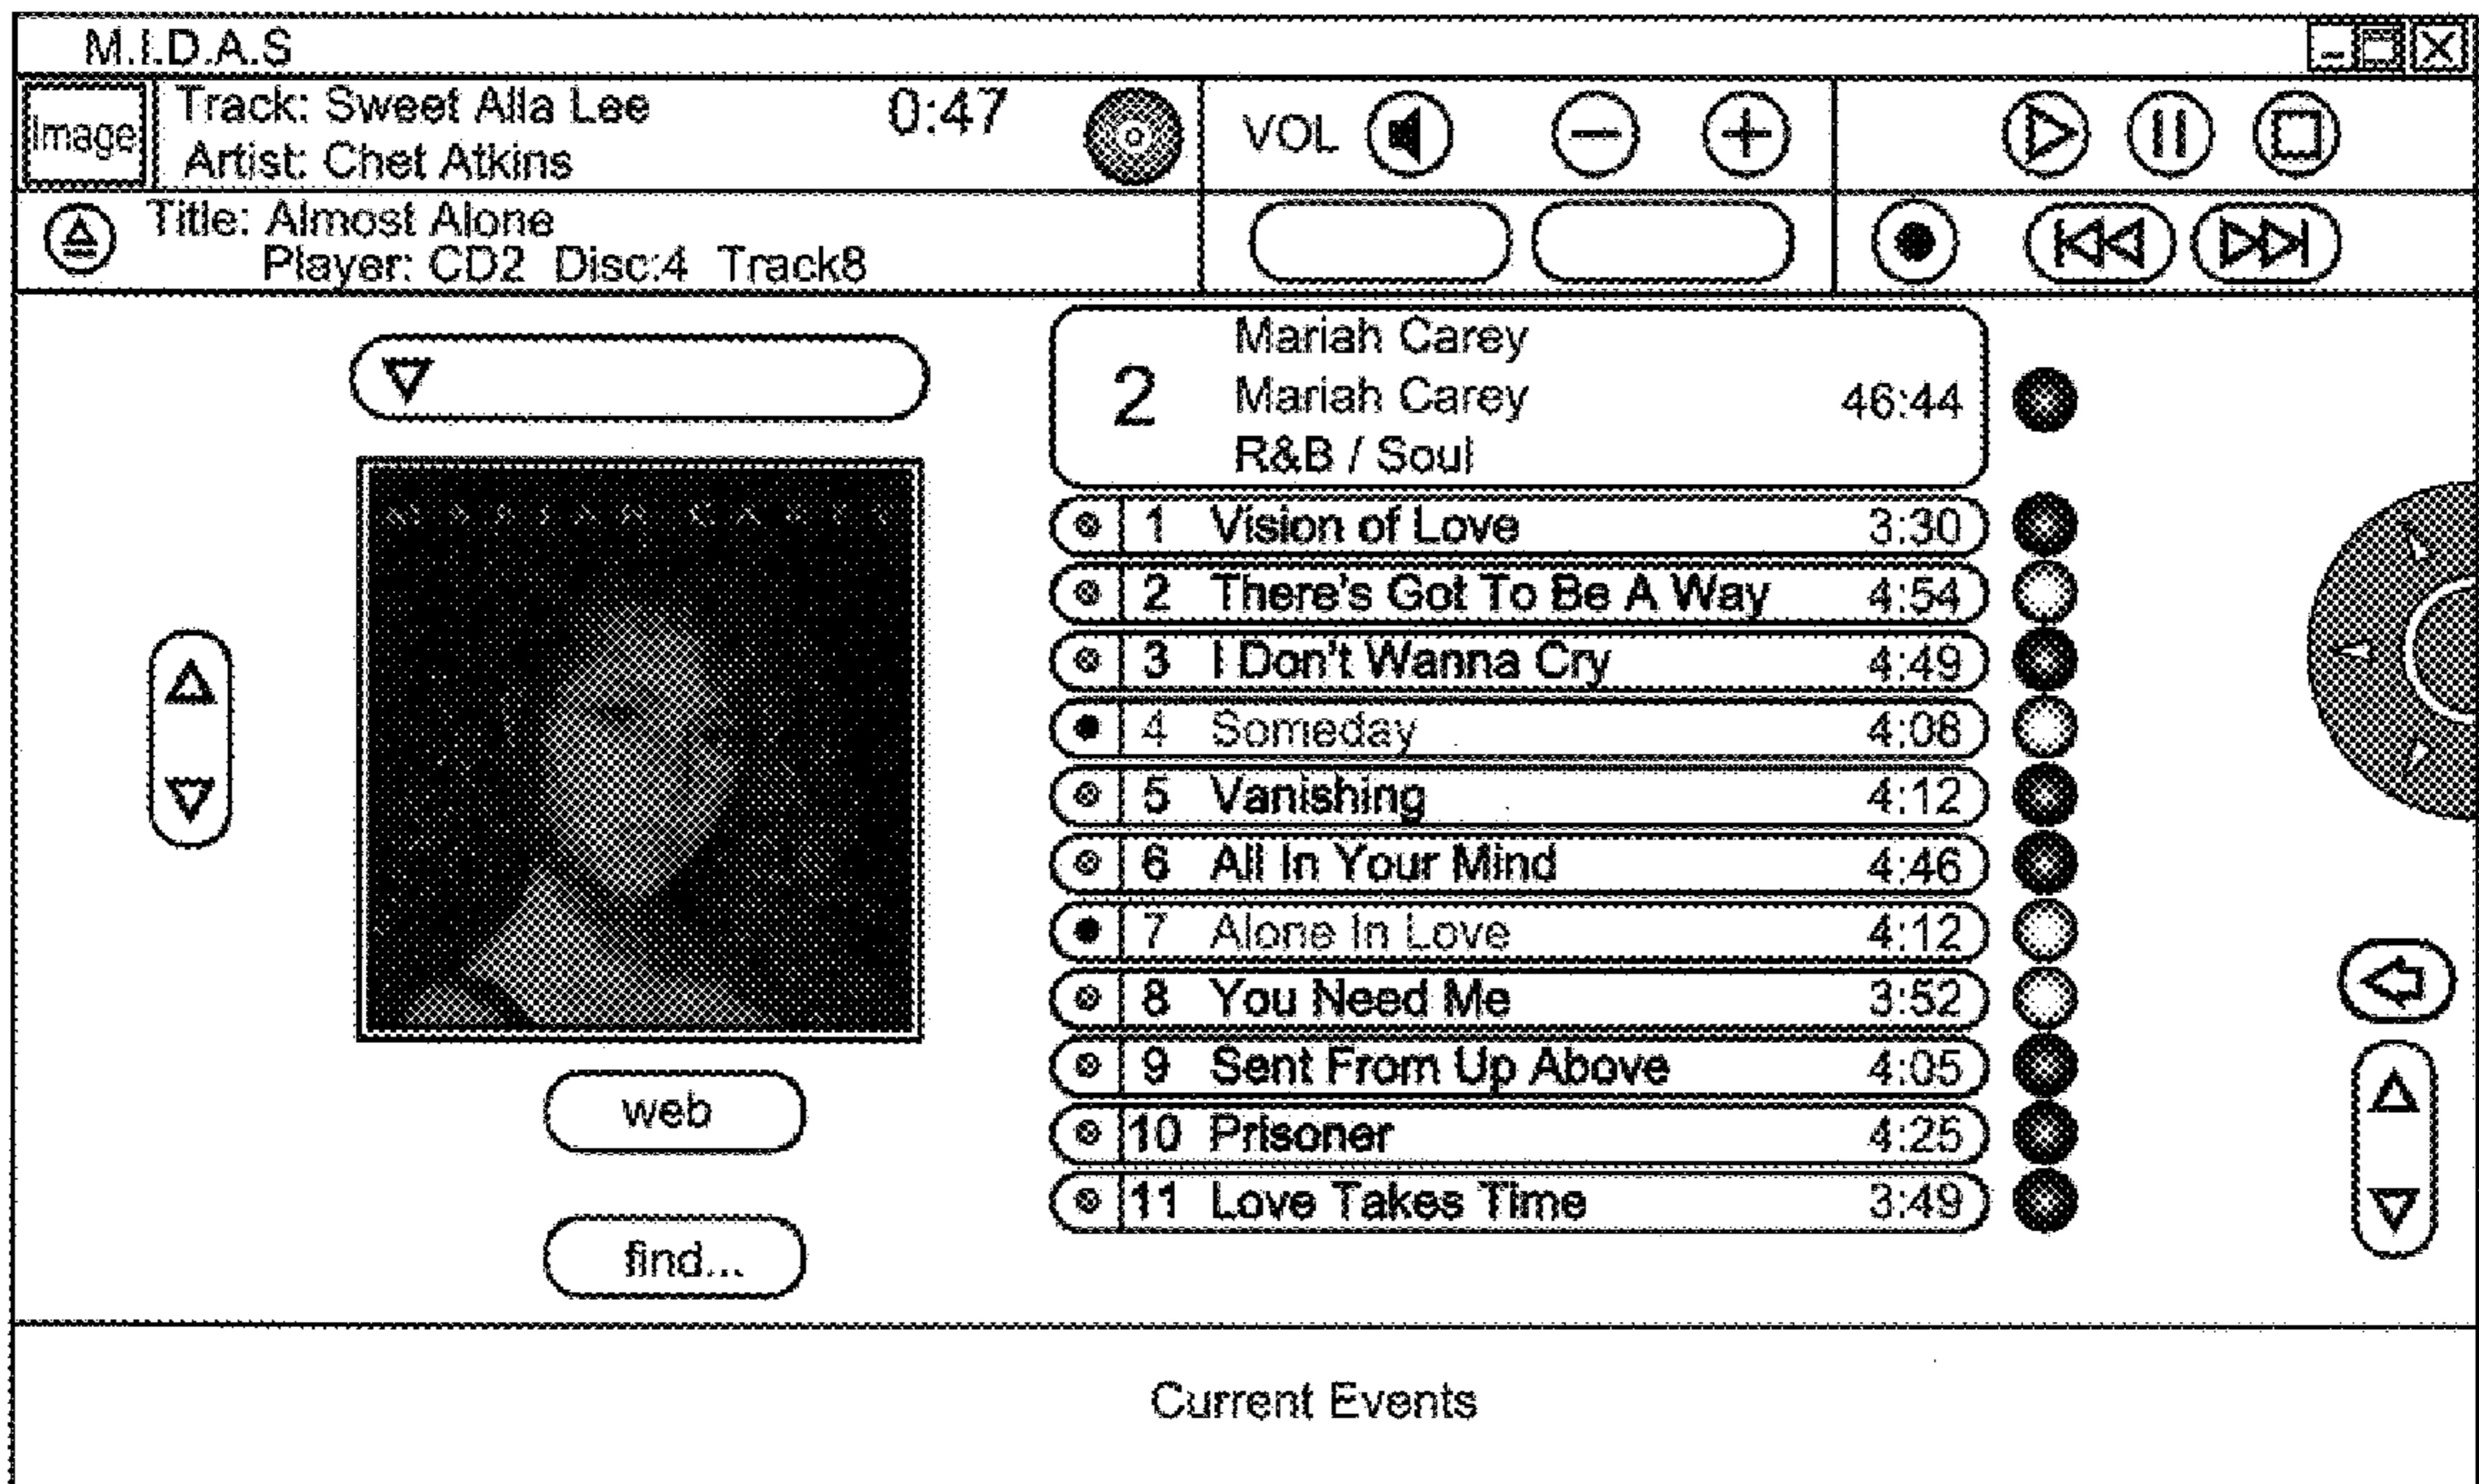 M.I.D.A.S
Image
Track: Sweet Alla Lee
0:47
Artist: Chet Atkins
VOL
Title: Almost Alone
Player: CD2 Disc:4 Track8
2
Mariah Carey
Mariah Carey
46:44
R&B / Soul
MARIAH CAREY
1 Vision of Love 3:30
2 There's Got To Be A Way 4:54
3 I Don't Wanna Cry 4:49
4 Someday 4:08
5 Vanishing 4:12
6 All In Your Mind 4:46
7 Alone In Love 4:12
8 You Need Me 3:52
9 Sent From Up Above 4:05
10 Prisoner 4:25
11 Love Takes Time 3:49
web
find...
Current Events